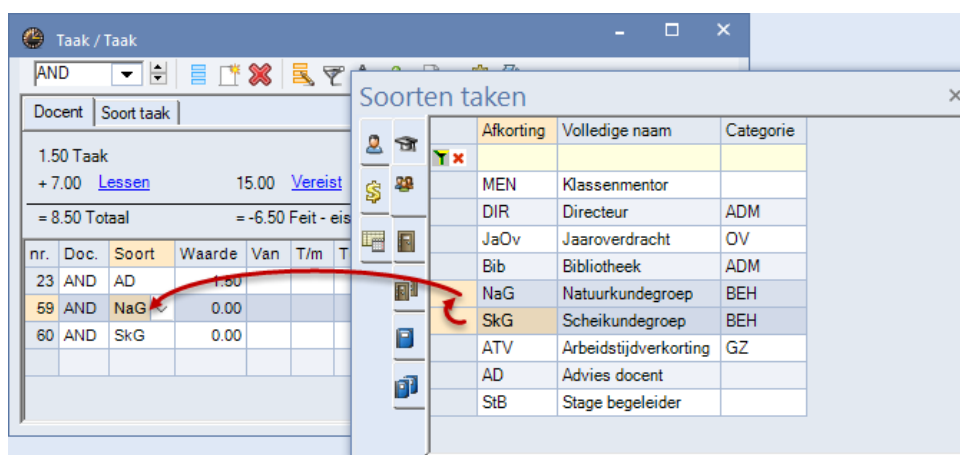 Taak / Taak
AND
Docent Soort taak
1.50 Taak
+ 7.00 Lessen 15.00 Vereist
= 8.50 Totaal = -6.50 Feit - eis
nr. Doc. Soort Waarde Van T/m T
23 AND AD 1.50
59 AND NaG 0.00
60 AND SkG 0.00
Soorten taken
Afkorting Volledige naam Categorie
MEN Klassenmentor
DIR Directeur ADM
JaOv Jaaroverdracht OV
Bib Bibliotheek ADM
NaG Natuurkundegroep BEH
SkG Scheikundegroep BEH
ATV Arbeidstijdverkorting GZ
AD Advies docent
StB Stage begeleider